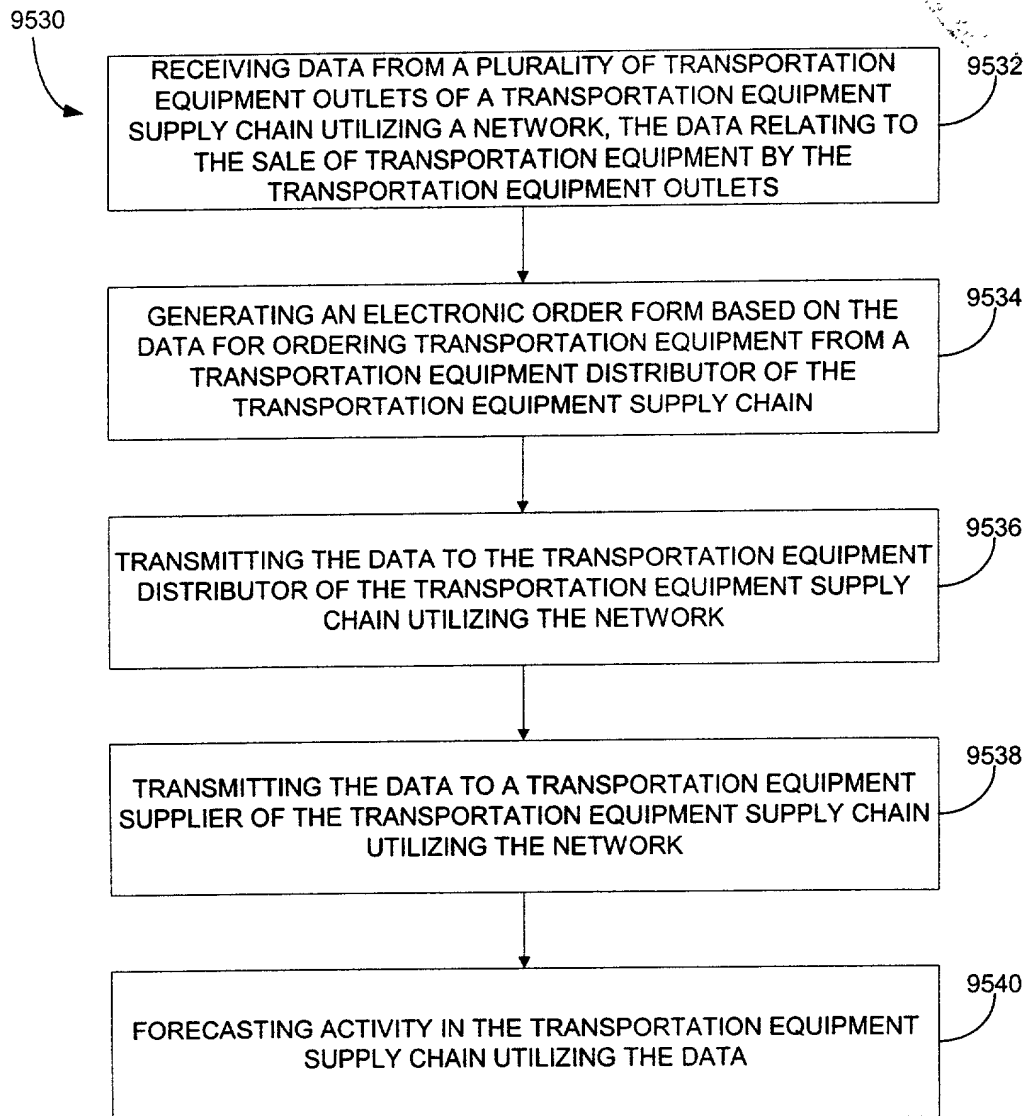 9530
RECEIVING DATA FROM A PLURALITY OF TRANSPORTATION
EQUIPMENT OUTLETS OF A TRANSPORTATION EQUIPMENT
SUPPLY CHAIN UTILIZING A NETWORK, THE DATA RELATING TO
THE SALE OF TRANSPORTATION EQUIPMENT BY THE
TRANSPORTATION EQUIPMENT OUTLETS
9532
GENERATING AN ELECTRONIC ORDER FORM BASED ON THE
DATA FOR ORDERING TRANSPORTATION EQUIPMENT FROM A
TRANSPORTATION EQUIPMENT DISTRIBUTOR OF THE
TRANSPORTATION EQUIPMENT SUPPLY CHAIN
9534
TRANSMITTING THE DATA TO THE TRANSPORTATION EQUIPMENT
DISTRIBUTOR OF THE TRANSPORTATION EQUIPMENT SUPPLY
CHAIN UTILIZING THE NETWORK
9536
TRANSMITTING THE DATA TO A TRANSPORTATION EQUIPMENT
SUPPLIER OF THE TRANSPORTATION EQUIPMENT SUPPLY CHAIN
UTILIZING THE NETWORK
9538
FORECASTING ACTIVITY IN THE TRANSPORTATION EQUIPMENT
SUPPLY CHAIN UTILIZING THE DATA
9540